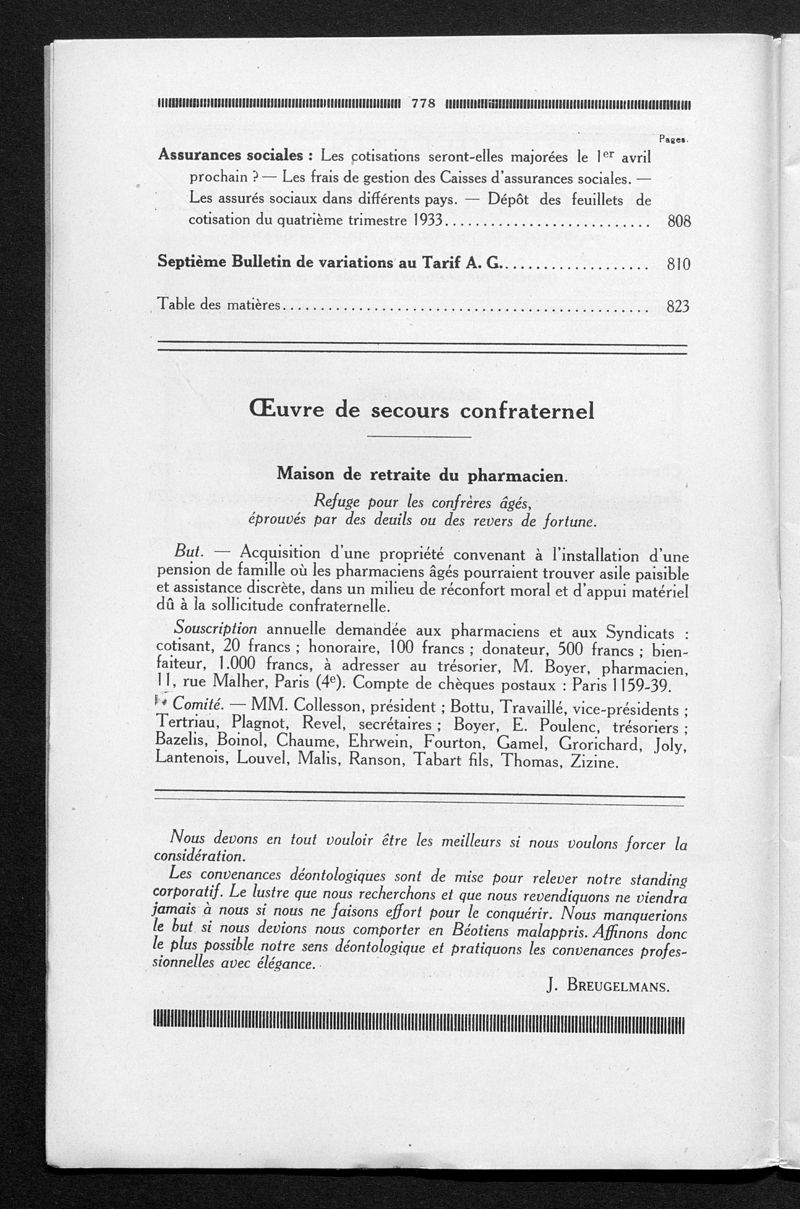 778
Pages.
Assurances sociales : Les cotisations seront-elles majorées le 1er avril
prochain ? — Les frais de gestion des Caisses d'assurances sociales. —
Les assurés sociaux dans différents pays. — Dépôt des feuillets de
cotisation du quatrième trimestre 1933........................... 808
Septième Bulletin de variations au Tarif A. G.................... 810
Table des matières................................................ 823
Œuvre de secours confraternel
Maison de retraite du pharmacien.
Refuge pour les confrères âgés,
éprouvés par des deuils ou des revers de fortune.
But. — Acquisition d'une propriété convenant à l'installation d'une
pension de famille où les pharmaciens âgés pourraient trouver asile paisible
et assistance discrète, dans un milieu de réconfort moral et d'appui matériel
dû à la sollicitude confraternelle.
Souscription annuelle demandée aux pharmaciens et aux Syndicats :
cotisant, 20 francs ; honoraire, 100 francs ; donateur, 500 francs ; bien-
faiteur, 1.000 francs, à adresser au trésorier, M. Boyer, pharmacien,
11, rue Malher, Paris (4e). Compte de chèques postaux : Paris 1159-39.
Comité. — MM. Collesson, président ; Bottu, Travaillé, vice-présidents ;
Tertriau, Plagnot, Revel, secrétaires ; Boyer, E. Poulenc, trésoriers ;
Bazelis, Boinol, Chaume, Ehrwein, Fourton, Gamel, Grorichard, Joly,
Lantenois, Louvel, Malis, Ranson, Tabart fils, Thomas, Zizine.
Nous devons en tout vouloir être les meilleurs si nous voulons forcer la
considération.
Les convenances déontologiques sont de mise pour relever notre standing
corporatif. Le lustre que nous recherchons et que nous revendiquons ne viendra
jamais à nous si nous ne faisons effort pour le conquérir. Nous manquerions
le but si nous devions nous comporter en Béotiens malappris. Affinons donc
le plus possible notre sens déontologique et pratiquons les convenances profes-
sionnelles avec élégance.
J. BREUGELMANS.